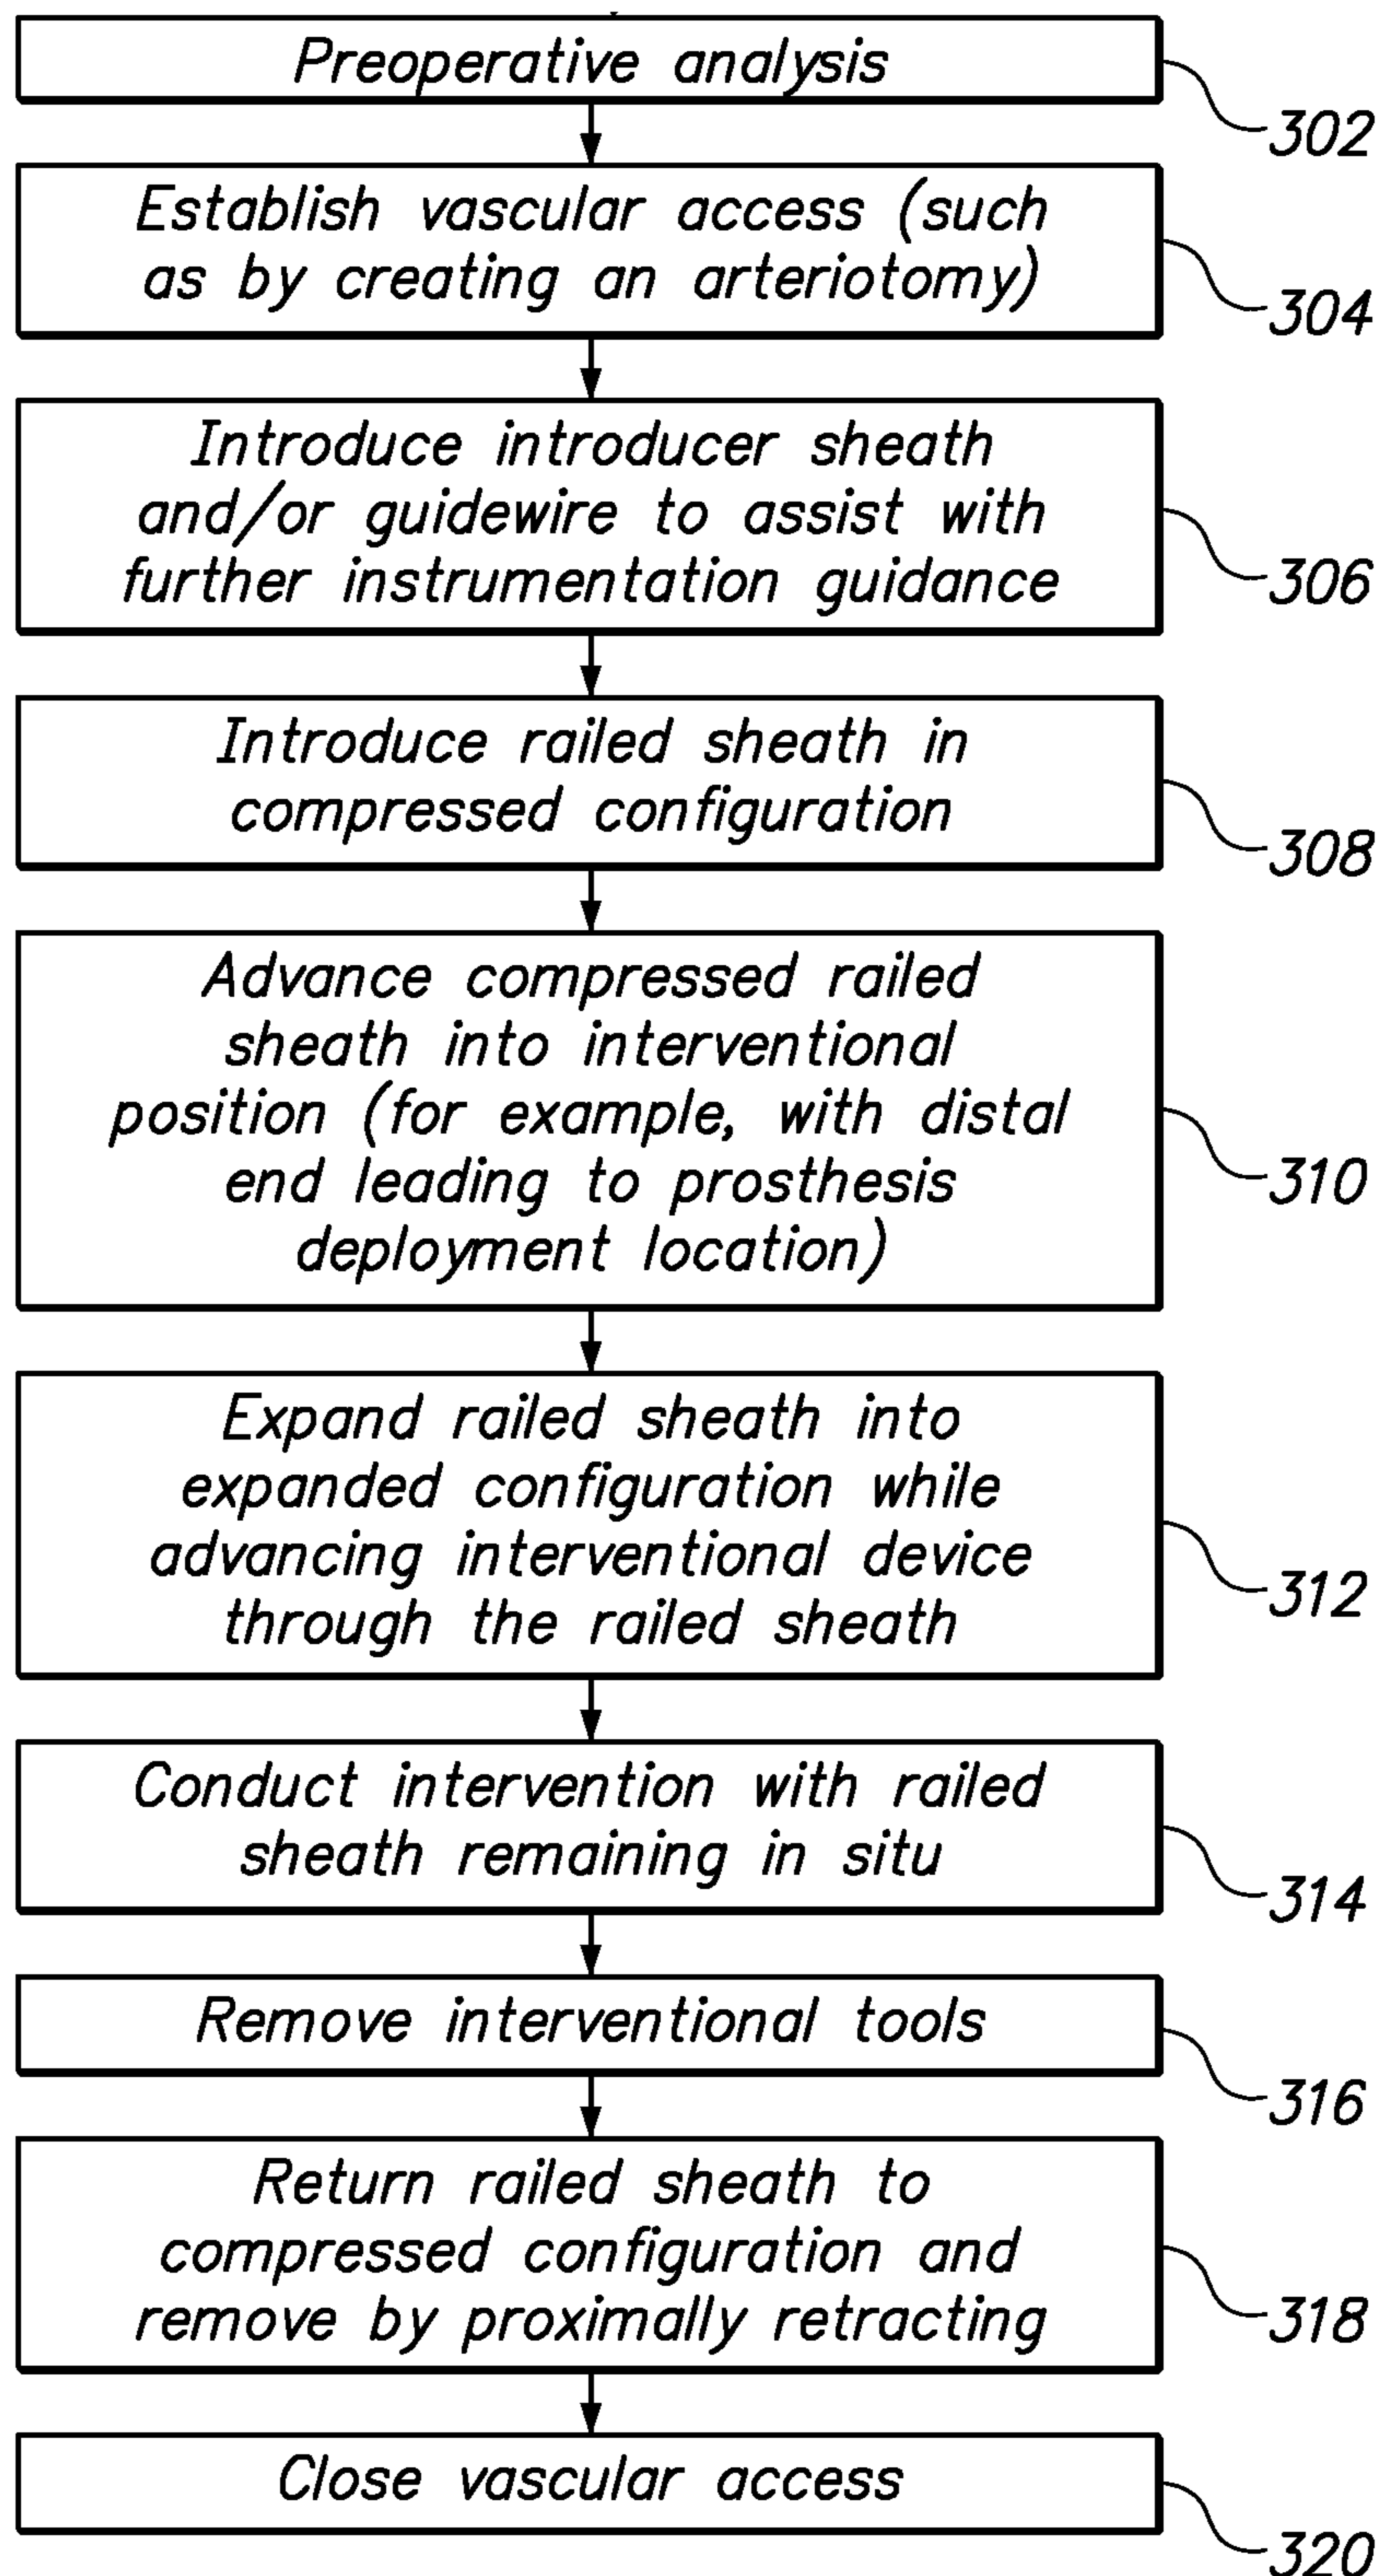 Preoperative analysis
302
Establish vascular access (such
as by creating an arteriotomy)
304
Introduce introducer sheath
and/or guidewire to assist with
further instrumentation guidance
306
Introduce railed sheath in
compressed configuration
308
Advance compressed railed
sheath into interventional
position (for example, with distal
end leading to prosthesis
deployment location)
310
Expand railed sheath into
expanded configuration while
advancing interventional device
through the railed sheath
312
Conduct intervention with railed
sheath remaining in situ
314
Remove interventional tools
316
Return railed sheath to
compressed configuration and
remove by proximally retracting
318
Close vascular access
320